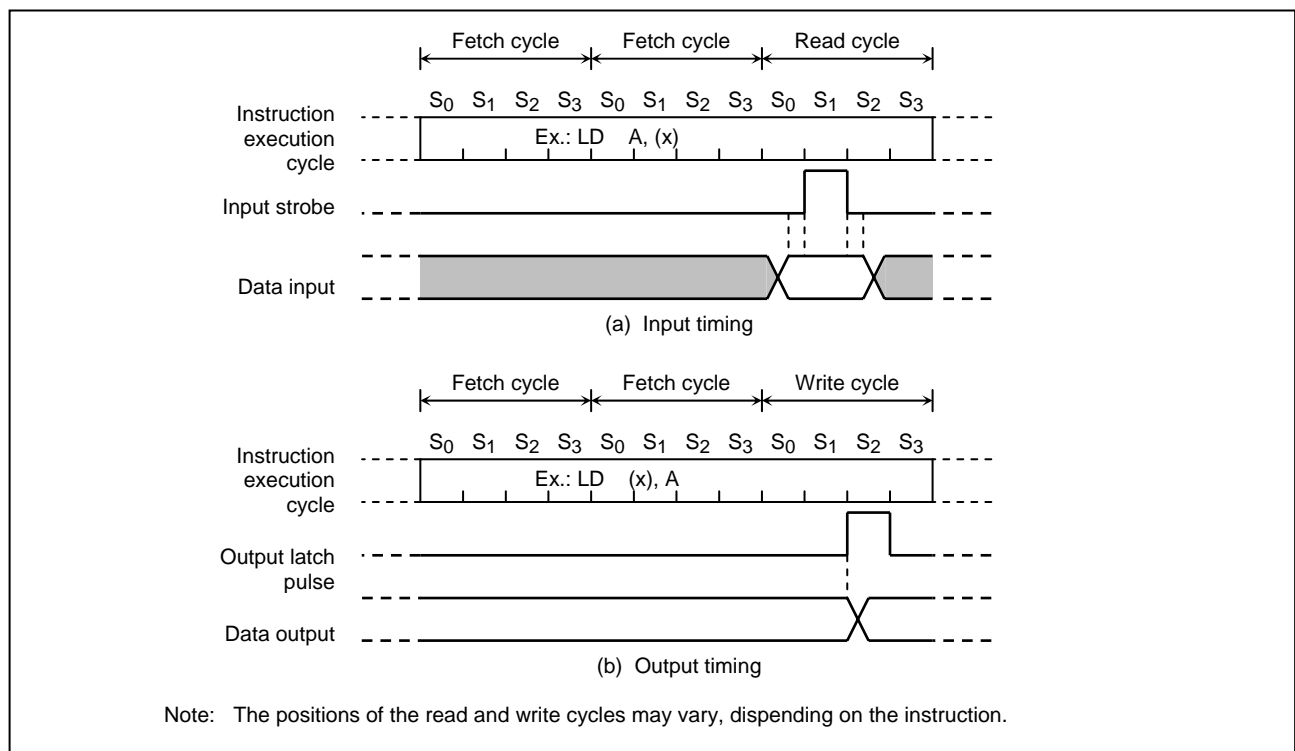 Fetch cycle Fetch cycle Read cycle
S0 S1 S2 S3 S0 S1 S2 S3 S0 S1 S2 S3
Instruction
execution
cycle
Ex.: LD A, (x)
Input strobe
Data input
(a) Input timing
Fetch cycle Fetch cycle Write cycle
S0 S1 S2 S3 S0 S1 S2 S3 S0 S1 S2 S3
Instruction
execution
cycle
Ex.: LD (x), A
Output latch
pulse
Data output
(b) Output timing
Note: The positions of the read and write cycles may vary, dispending on the instruction.